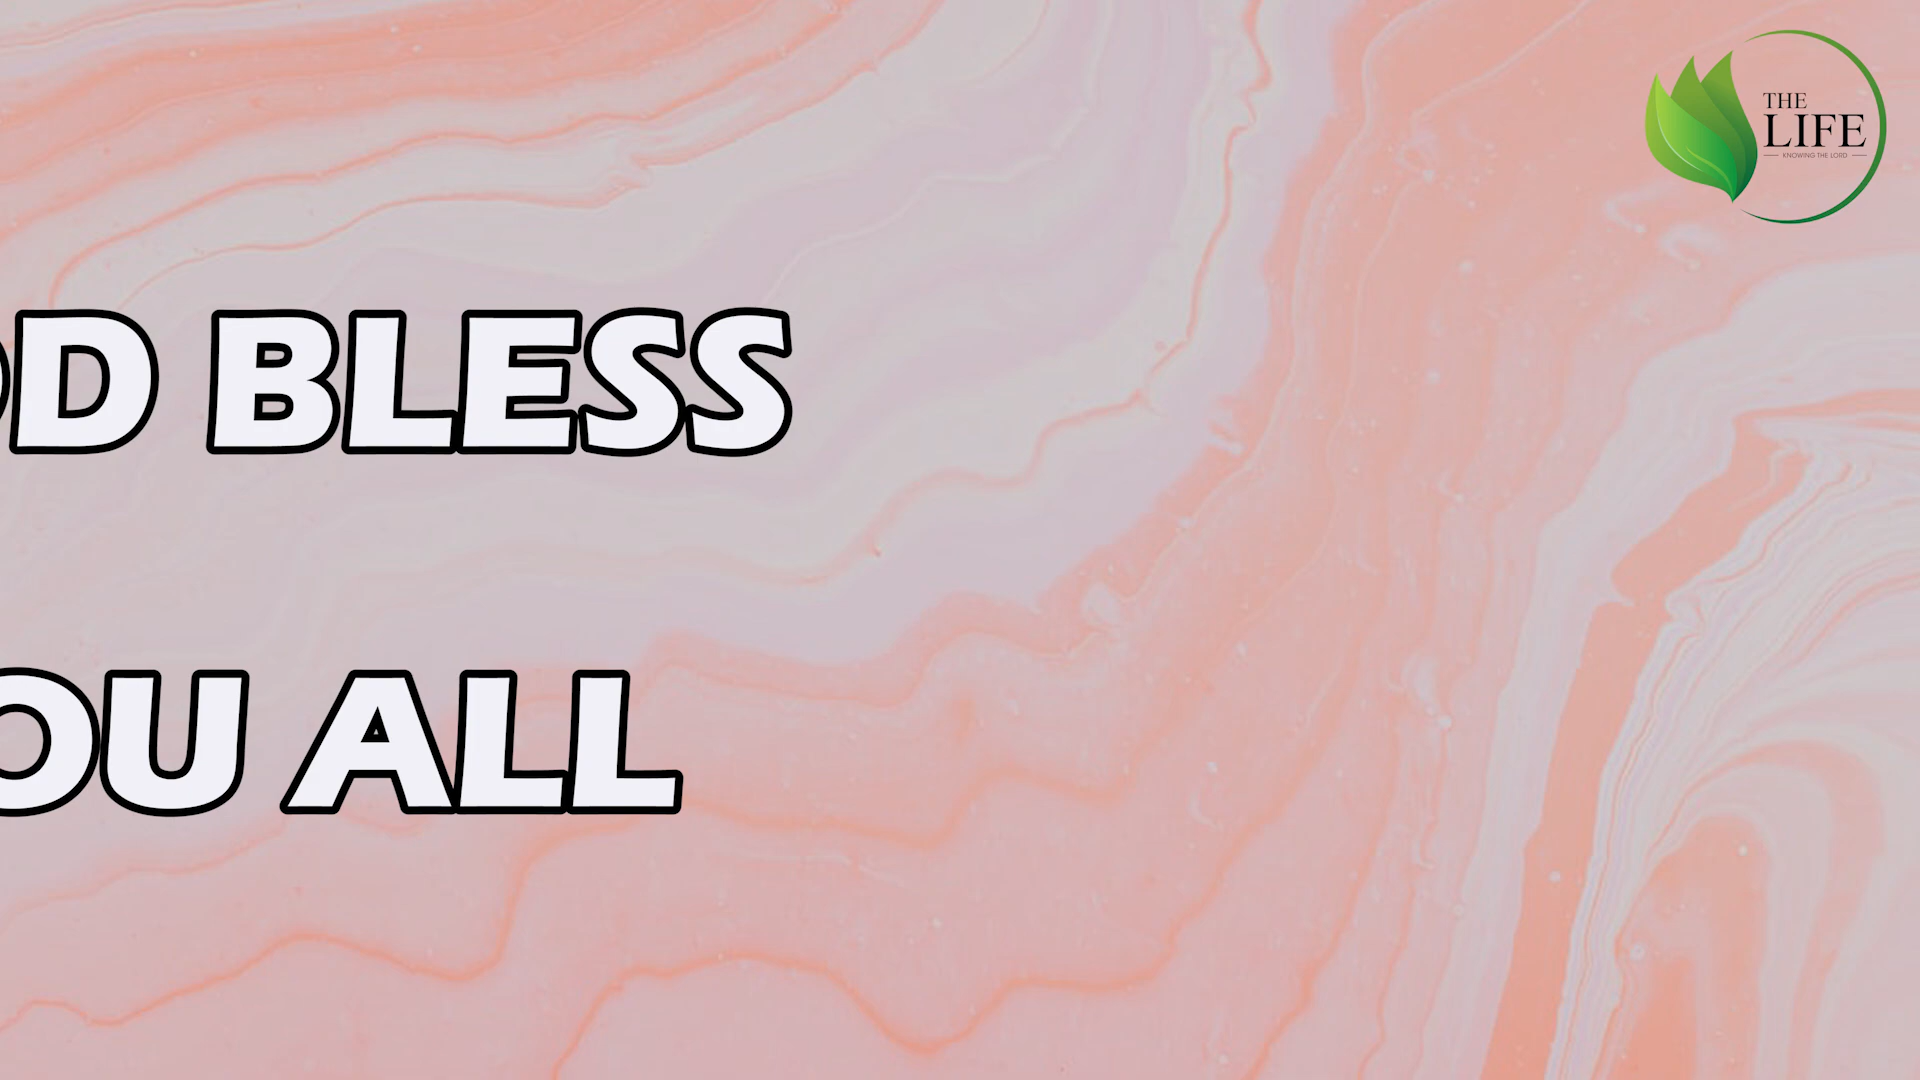 OD BLESS
OU ALL
THE
LIFE
KNOWING THE LORD